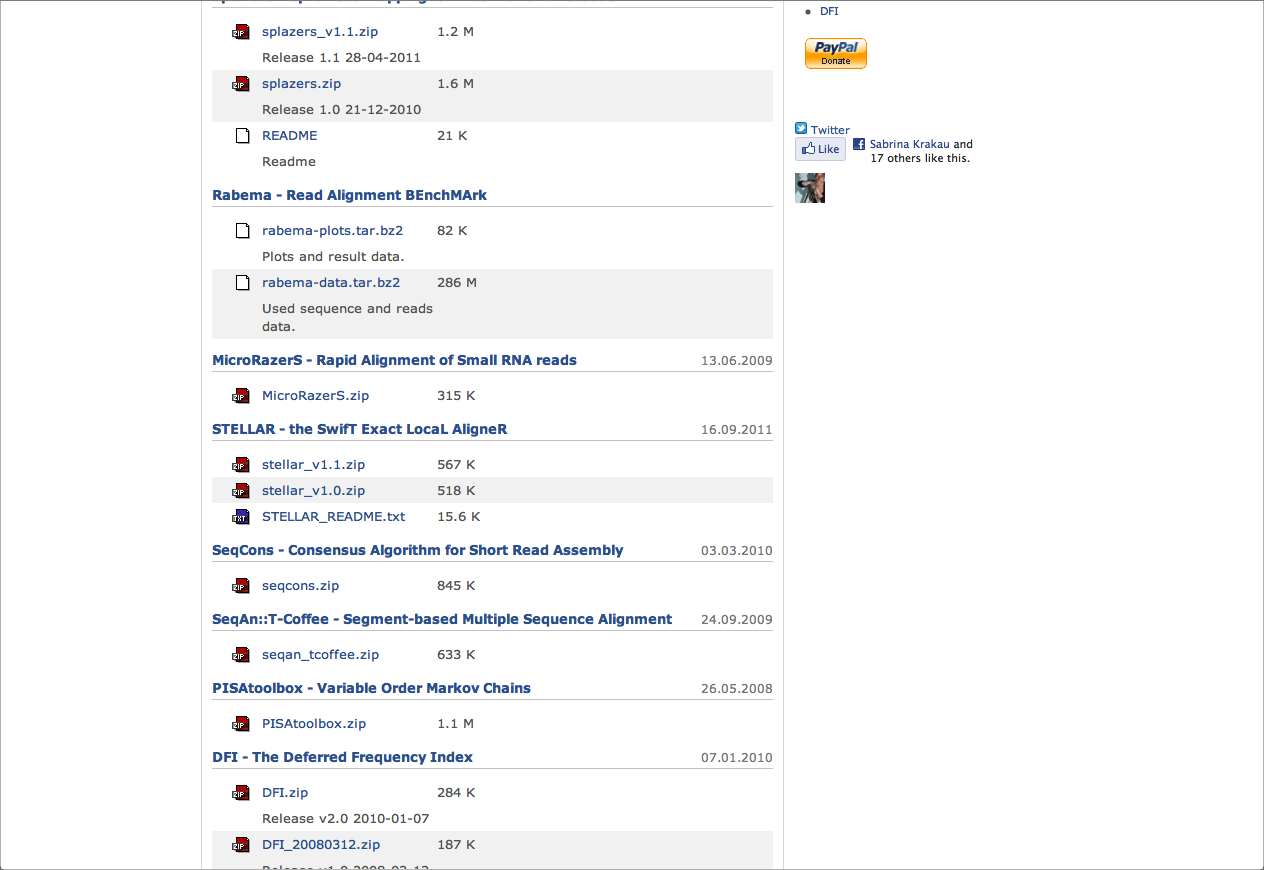 splazers_v1.1.zip 1.2 M
Release 1.1 28-04-2011
splazers.zip 1.6 M
Release 1.0 21-12-2010
README 21 K
Readme
Rabema - Read Alignment BEnchMArk
rabema-plots.tar.bz2 82 K
Plots and result data.
rabema-data.tar.bz2 286 M
Used sequence and reads
data.
MicroRazerS - Rapid Alignment of Small RNA reads 13.06.2009
ZIP MicroRazerS.zip 315 K
STELLAR - the SwifT Exact LocaL AligneR 16.09.2011
ZIP stellar_v1.1.zip 567 K
ZIP stellar_v1.0.zip 518 K
TXT STELLAR_README.txt 15.6 K
SeqCons - Consensus Algorithm for Short Read Assembly 03.03.2010
ZIP seqcons.zip 845 K
SeqAn::T-Coffee - Segment-based Multiple Sequence Alignment 24.09.2009
ZIP seqan_tcoffee.zip 633 K
PISAtoolbox - Variable Order Markov Chains 26.05.2008
ZIP PISAtoolbox.zip 1.1 M
DFI - The Deferred Frequency Index 07.01.2010
ZIP DFI.zip 284 K
Release v2.0 2010-01-07
ZIP DFI_20080312.zip 187 K
DFI
PayPal
Donate
Twitter
Like
Sabrina Krakau and
17 others like this.